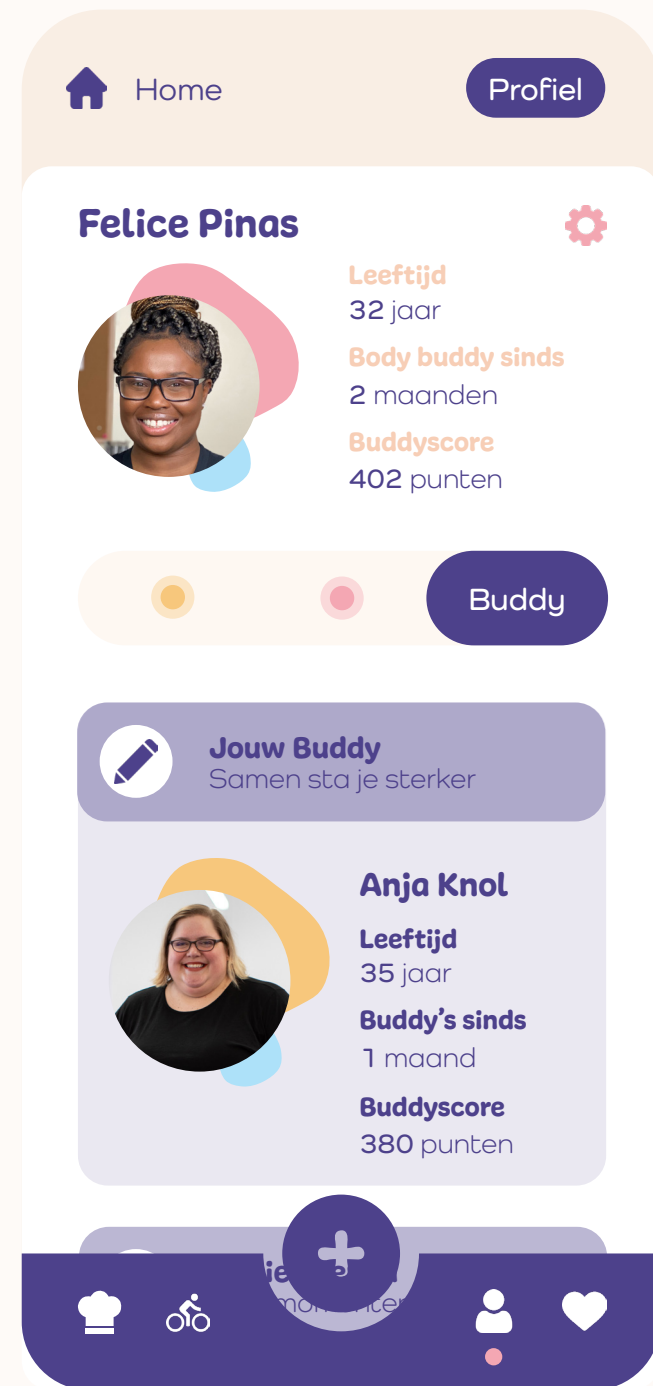 Home
Profiel
Felice Pinas
Leeftijd
32 jaar
Body buddy sinds
2 maanden
Buddyscore
402 punten
Buddy
Jouw Buddy
Samen sta je sterker
Anja Knol
Leeftijd
35 jaar
Buddy's sinds
1 maand
Buddyscore
380 punten